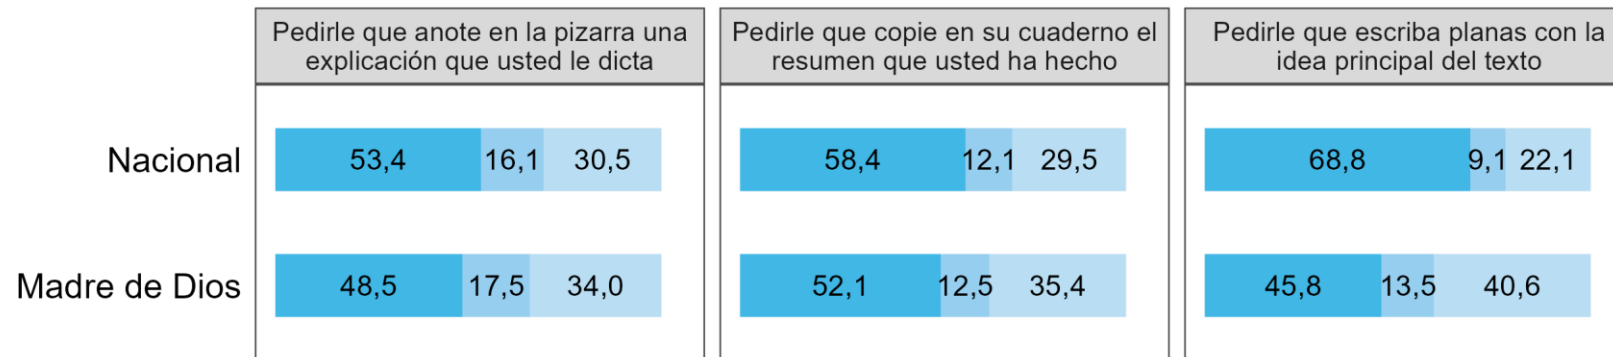 Pedirle que anote en la pizarra una
explicación que usted le dicta
Pedirle que copie en su cuaderno el
resumen que usted ha hecho
Pedirle que escriba planas con la
idea principal del texto
Nacional
53,4 16,1 30,5
58,4 12,1 29,5
68,8 9,1 22,1
Madre de Dios
48,5 17,5 34,0
52,1 12,5 35,4
45,8 13,5 40,6